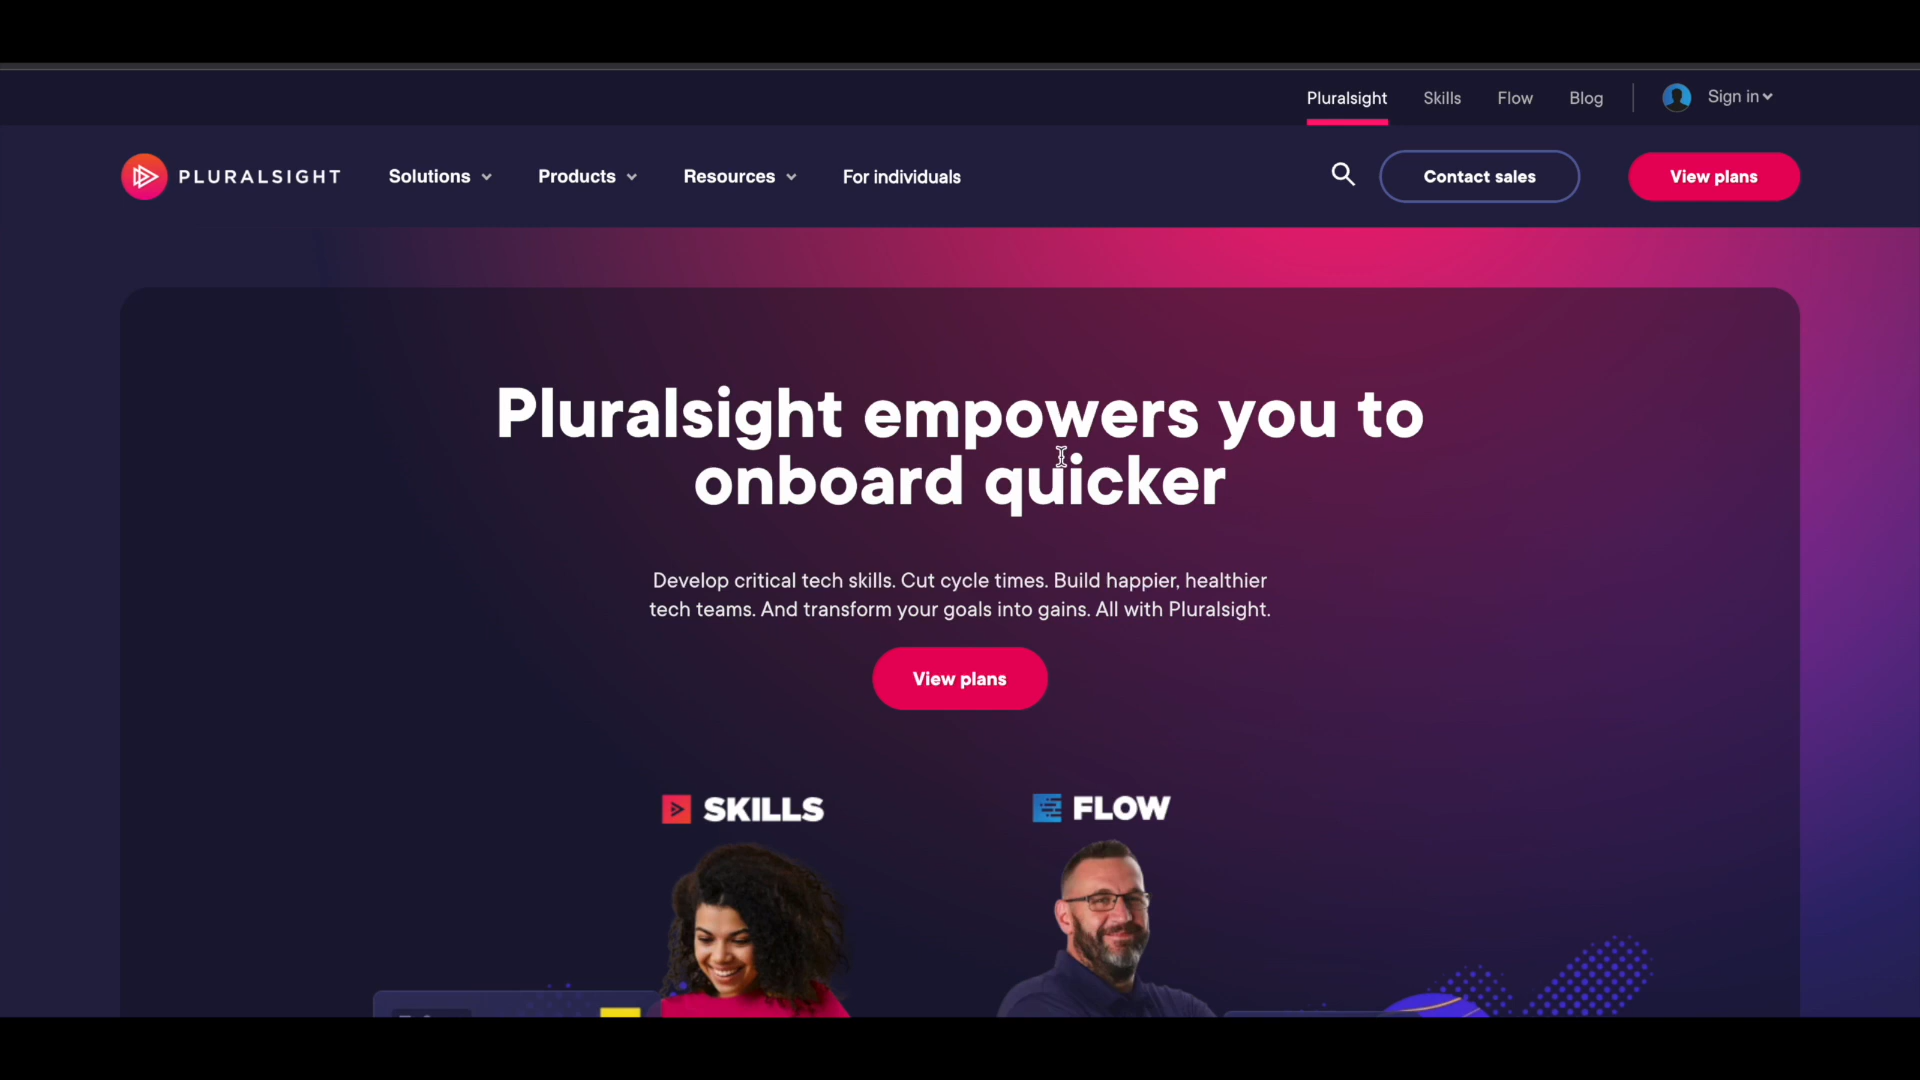 Pluralsight Skills Flow Blog Sign in
PLURALSIGHT Solutions Products Resources For individuals Contact sales View plans
Pluralsight empowers you to
onboard quicker
Develop critical tech skills. Cut cycle times. Build happier, healthier
tech teams. And transform your goals into gains. All with Pluralsight.
View plans
SKILLS FLOW